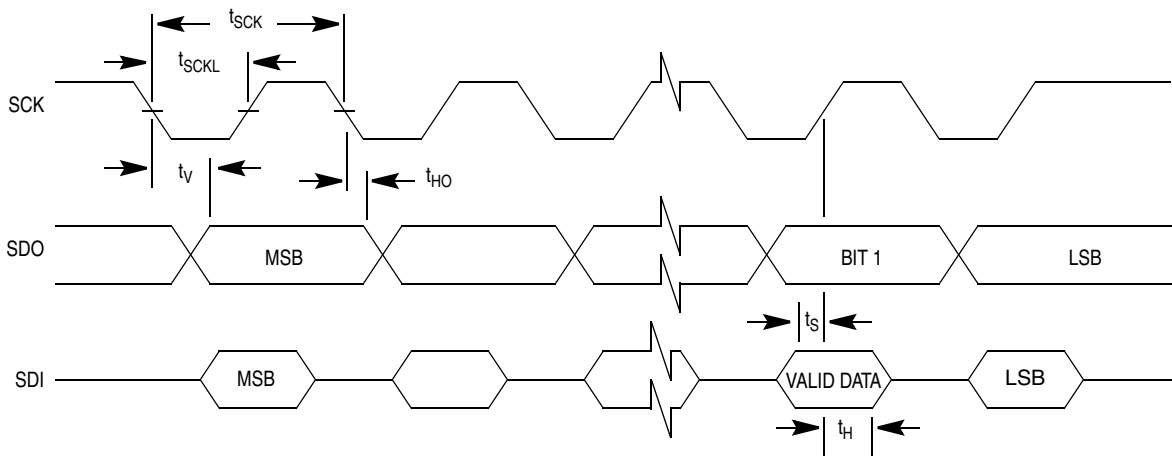 tSCK
tSCKL
SCK
tV
tHO
SDO
MSB
BIT 1
LSB
tS
SDI
MSB
VALID DATA
LSB
tH